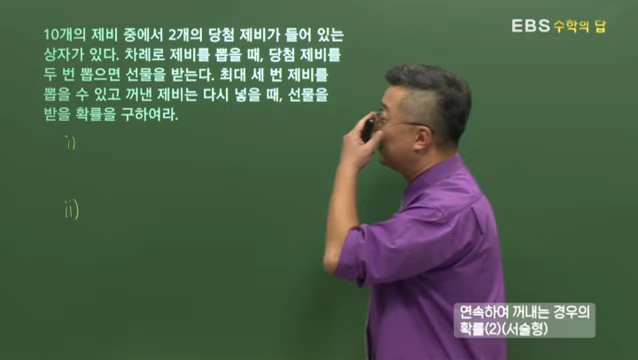 10개의 제비 중에서 2개의 당첨 제비가 들어 있는
상자가 있다. 차례로 제비를 뽑을 때, 당첨 제비를
두 번 뽑으면 선물을 받는다. 최대 세 번 제비를
뽑을 수 있고 꺼낸 제비는 다시 넣을 때, 선물을
받을 확률을 구하여라.
i)
ii)
EBS 수학의 답
연속하여 꺼내는 경우의
확률(2)(서술형)